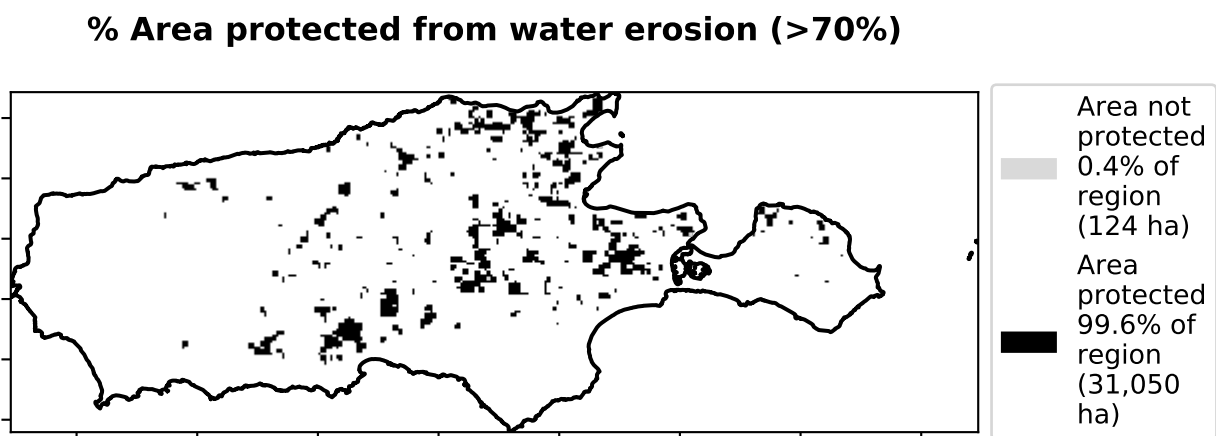 % Area protected from water erosion (>70%)
Area not
protected
0.4% of
region
(124 ha)
Area
protected
99.6% of
region
(31,050
ha)